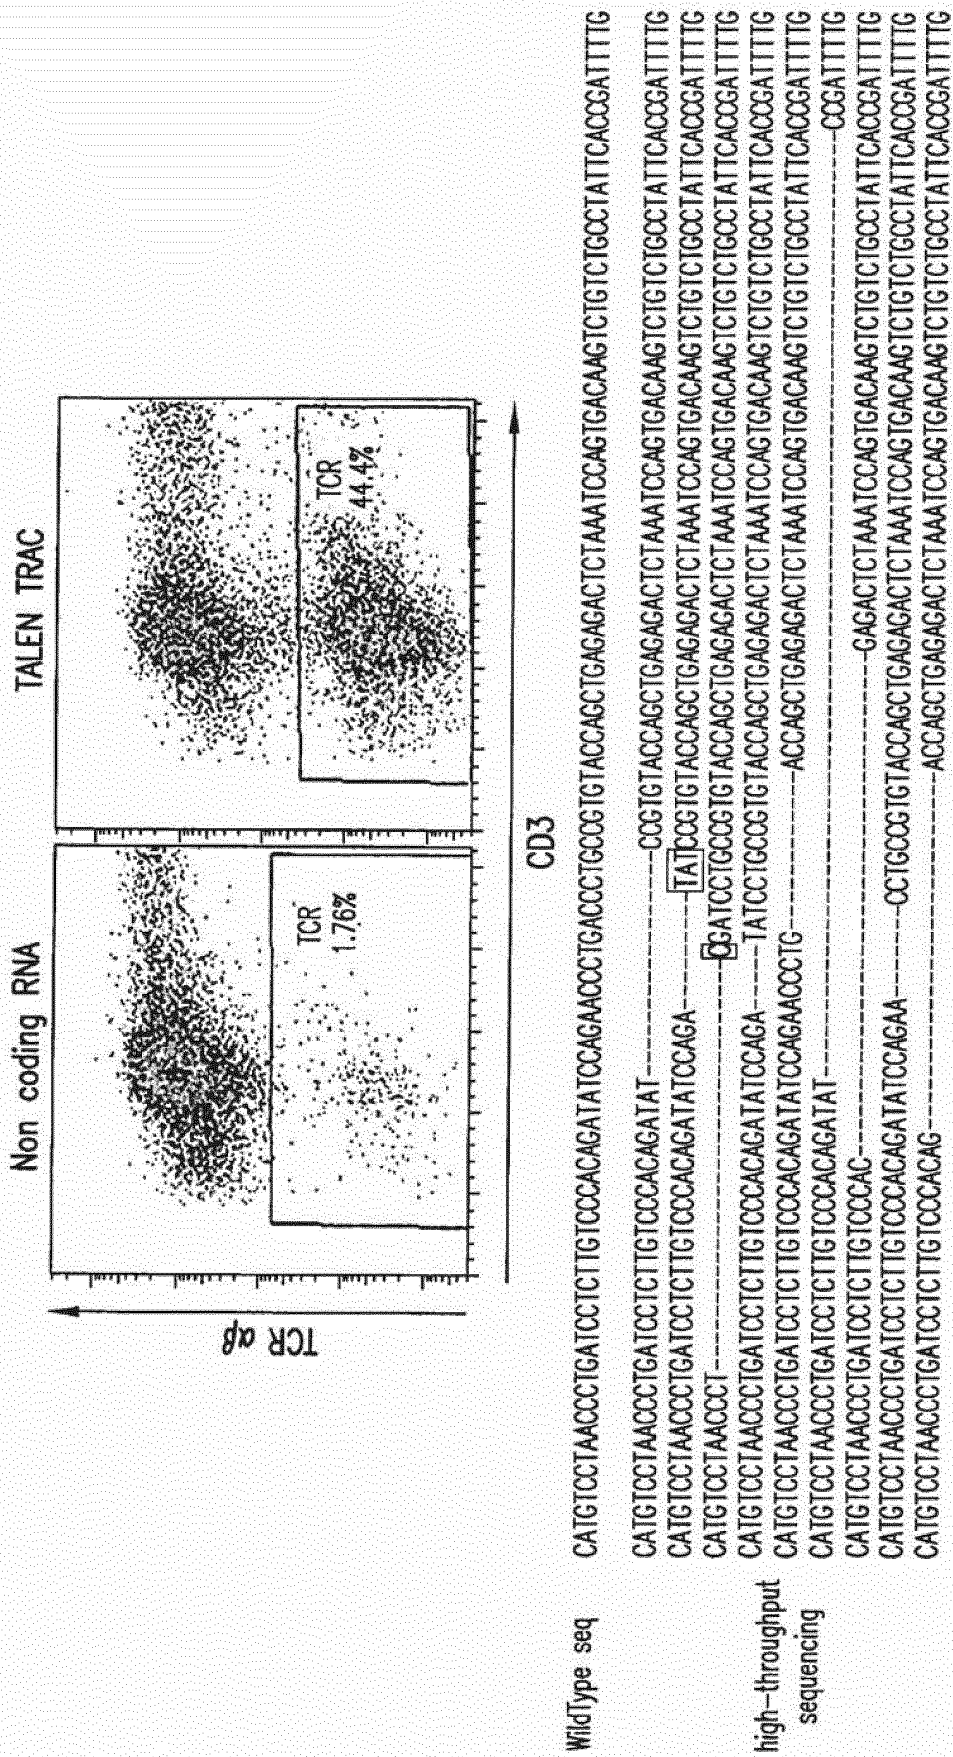 Non coding RNA
TALEN TRAC
TCR αβ
TCR
1.76%
TCR
44.4%
CD3
WildType seq CATGTCCTAACCCTGATCCTCTTGTCCCACAGATATCCAGAACCCTGACCCTGCCGTGTACCAGCTGAGAGACTCTAAATCCAGTGACAAGTCTGTCTGCCTATTCACCGATTTTG
CATGTCCTAACCCTGATCCTCTTGTCCCACAGATAT-----------------CCGTGTACCAGCTGAGAGACTCTAAATCCAGTGACAAGTCTGTCTGCCTATTCACCGATTTTG
CATGTCCTAACCCTGATCCTCTTGTCCCACAGATATCCAGA---------TATCCGTGTACCAGCTGAGAGACTCTAAATCCAGTGACAAGTCTGTCTGCCTATTCACCGATTTTG
CATGTCCTAACCCT-------------------------------CGATCCTGCCGTGTACCAGCTGAGAGACTCTAAATCCAGTGACAAGTCTGTCTGCCTATTCACCGATTTTG
high-throughput CATGTCCTAACCCTGATCCTCTTGTCCCACAGATATCCAGA-----TATCCTGCCGTGTACCAGCTGAGAGACTCTAAATCCAGTGACAAGTCTGTCTGCCTATTCACCGATTTTG
sequencing CATGTCCTAACCCTGATCCTCTTGTCCCACAGATATCCAGAACCCTG------------ACCAGCTGAGAGACTCTAAATCCAGTGACAAGTCTGTCTGCCTATTCACCGATTTTG
CATGTCCTAACCCTGATCCTCTTGTCCCACAGATAT-----------------------------------------------------------------------CCGATTTTG
CATGTCCTAACCCTGATCCTCTTGTCCCAC--------------------------------------GAGACTCTAAATCCAGTGACAAGTCTGTCTGCCTATTCACCGATTTTG
CATGTCCTAACCCTGATCCTCTTGTCCCACAGATATCCAGAA-------CCTGCCGTGTACCAGCTGAGAGACTCTAAATCCAGTGACAAGTCTGTCTGCCTATTCACCGATTTTG
CATGTCCTAACCCTGATCCTCTTGTCCCACAG---------------------------ACCAGCTGAGAGACTCTAAATCCAGTGACAAGTCTGTCTGCCTATTCACCGATTTTG